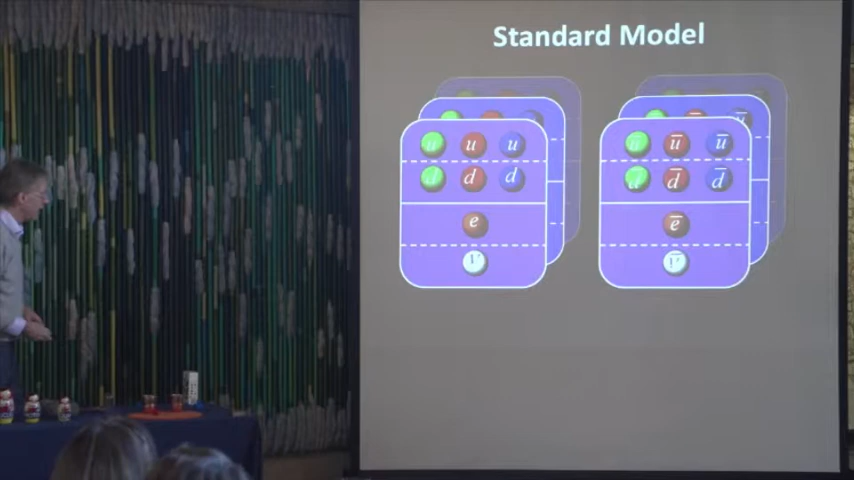 Standard Model
u u u
d d d
e
ν
u ū ū
d d̄ d̄
ē
ν̄